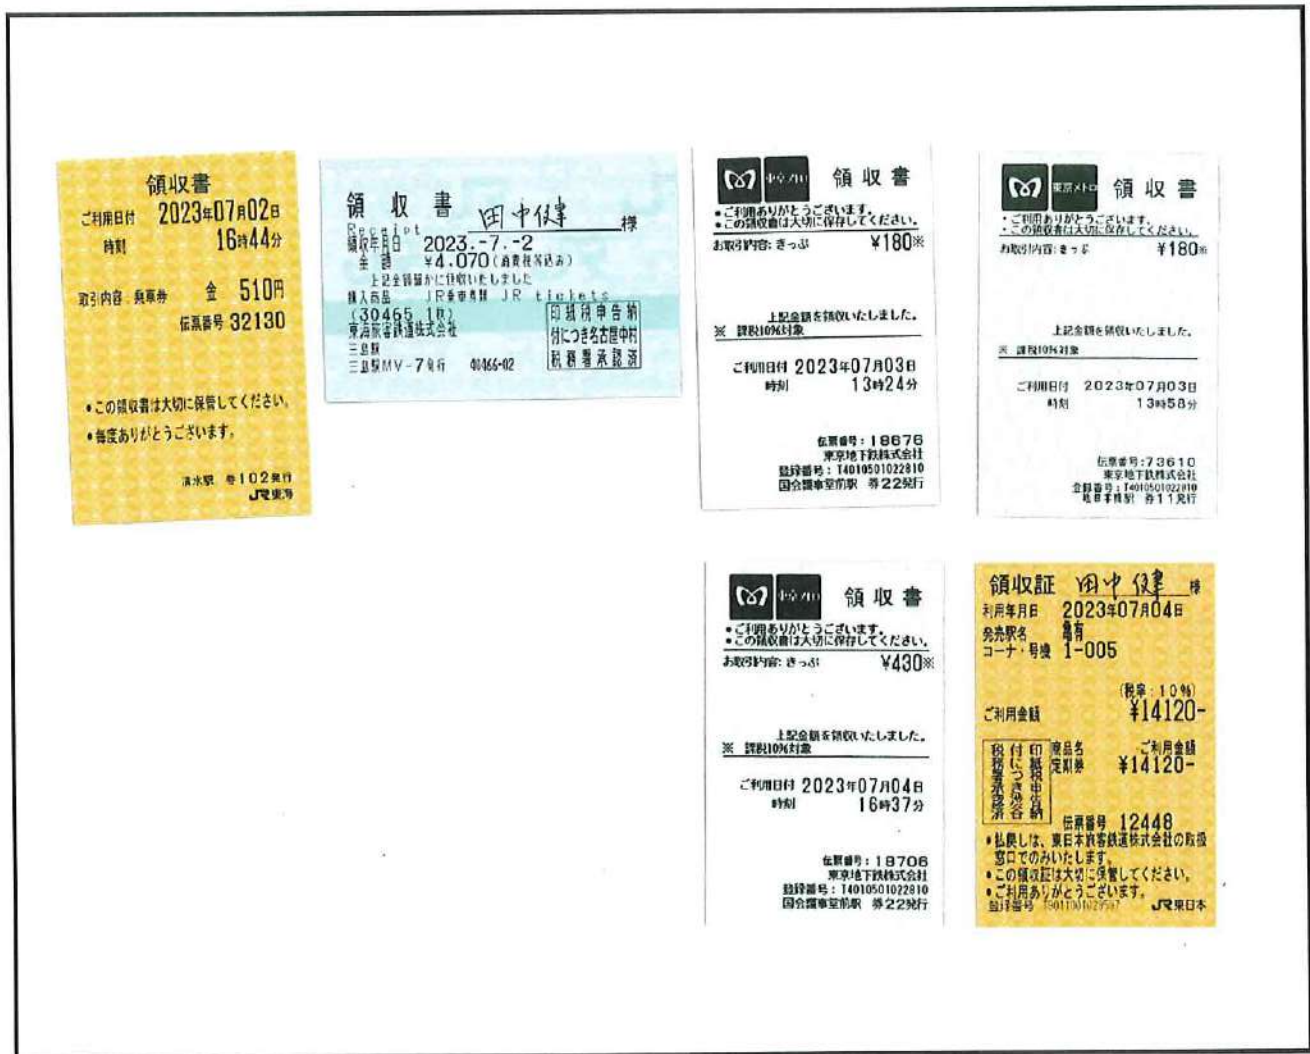 領収書
ご利用日付 2023年07月02日
時刻 16時44分
取引内容:乗車券 金 510円
伝票番号 32130
•この領収書は大切に保管してください。
•毎度ありがとうございます。
清水駅 券102発行
JR東海
領収書 田中健 様
Receipt
領収年月日 2023.-7.-2
金額 ¥4,070(消費税等込み)
上記金額確かに領収いたしました
購入商品 JR乗車券類 JR tickets
(30465 1枚)
東海旅客鉄道株式会社
三島駅
三島駅MV-7発行 40466-02
印紙税申告納
付につき名古屋中村
税務署承認済
東京メトロ 領収書
•ご利用ありがとうございます。
•この領収書は大切に保存してください。
お取引内容:きっぷ ¥180※
上記金額を領収いたしました。
※ 課税10%対象
ご利用日付 2023年07月03日
時刻 13時24分
伝票番号:18676
東京地下鉄株式会社
登録番号:T4010501022810
国会議事堂前駅 券22発行
東京メトロ 領収書
•ご利用ありがとうございます。
•この領収書は大切に保存してください。
お取引内容:きっぷ ¥180※
上記金額を領収いたしました。
※ 課税10%対象
ご利用日付 2023年07月03日
時刻 13時58分
伝票番号:73610
東京地下鉄株式会社
登録番号:T4010501022810
地日本橋駅 券11発行
東京メトロ 領収書
•ご利用ありがとうございます。
•この領収書は大切に保存してください。
お取引内容:きっぷ ¥430※
上記金額を領収いたしました。
※ 課税10%対象
ご利用日付 2023年07月04日
時刻 16時37分
伝票番号:18706
東京地下鉄株式会社
登録番号:T4010501022810
国会議事堂前駅 券22発行
領収証 田中健 様
利用年月日 2023年07月04日
発売駅名 亀有
コーナ・号機 1-005
(税率:10%)
ご利用金額 ¥14120-
印紙税申告納
付につき渋谷
税務署承認済
商品名 ご利用金額
定期券 ¥14120-
伝票番号 12448
•払戻しは、東日本旅客鉄道株式会社の取扱
窓口でのみいたします。
•この領収証は大切に保管してください。
•ご利用ありがとうございます。
登録番号 JR東日本